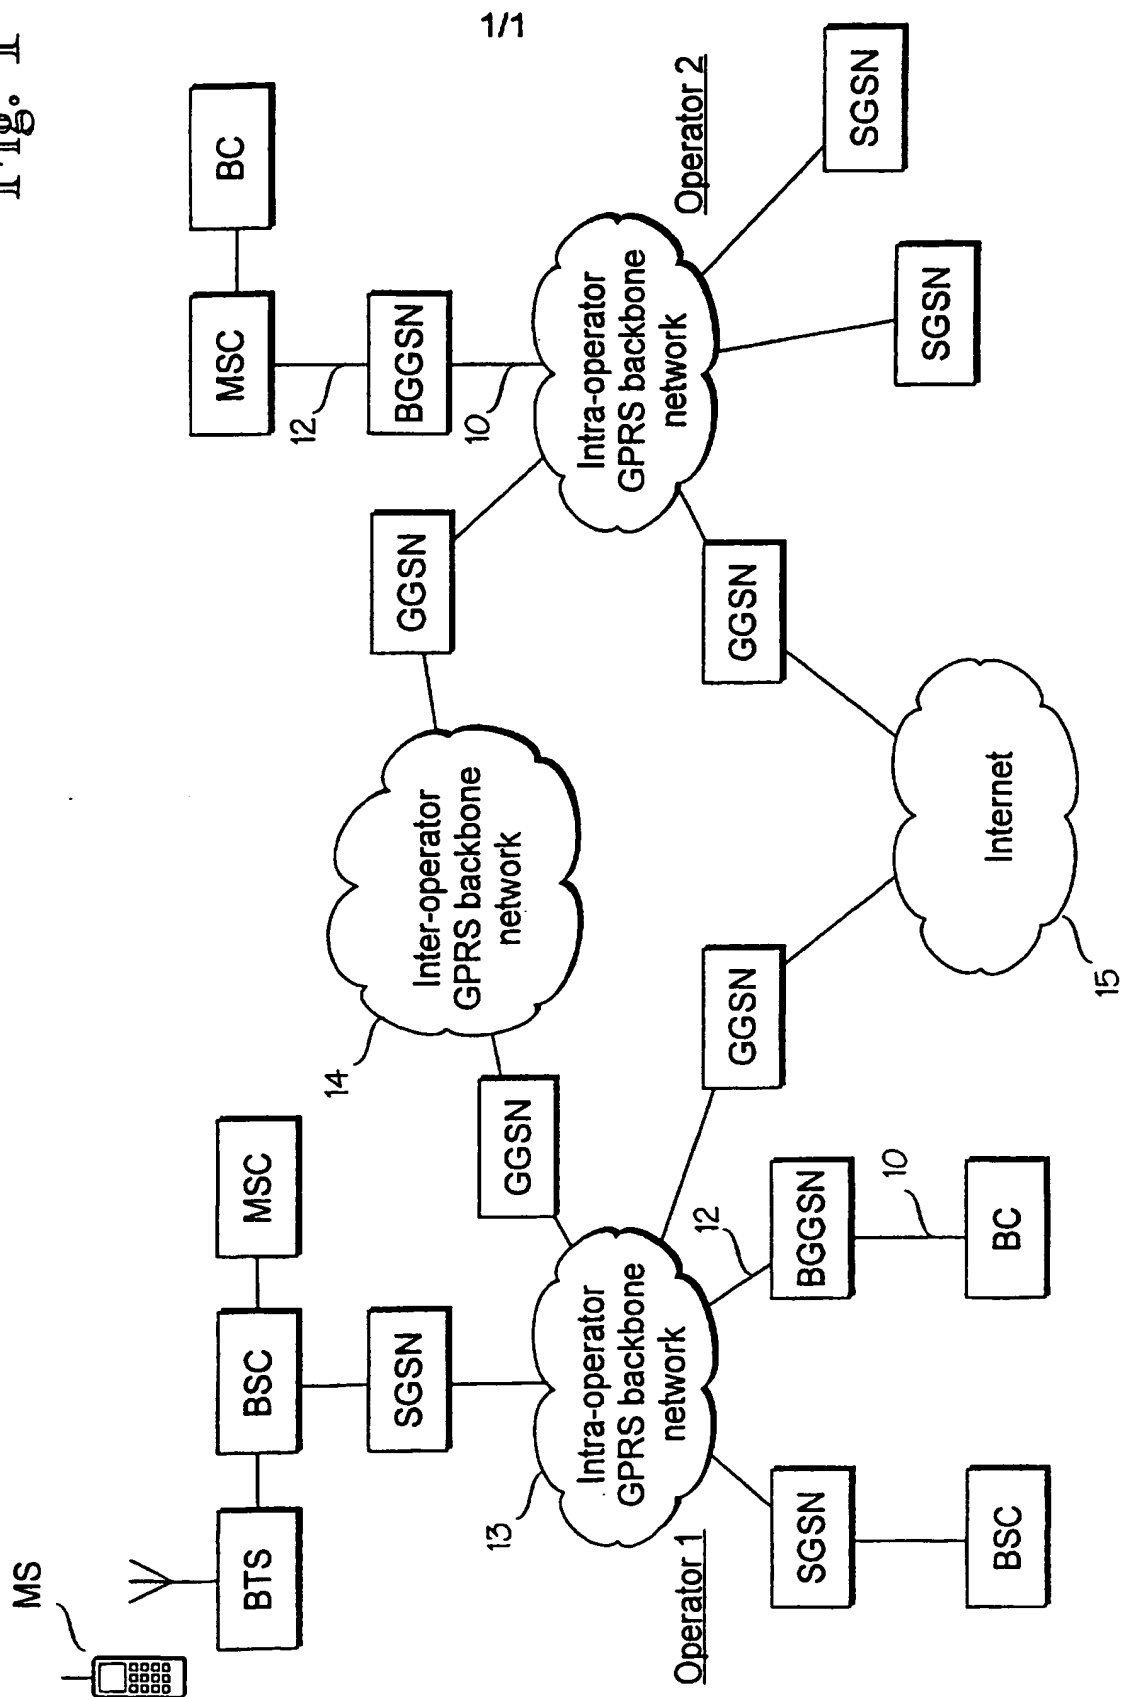 1/1
Fig. 1
MS
BTS
BSC
MSC
MSC
BC
14
12
SGSN
Inter-operator
GPRS backbone
network
GGSN
BGGSN
10
13
GGSN
Intra-operator
GPRS backbone
network
Intra-operator
GPRS backbone
network
Operator 1
12
Operator 2
GGSN
GGSN
SGSN
BGGSN
SGSN
10
SGSN
BSC
BC
Internet
15